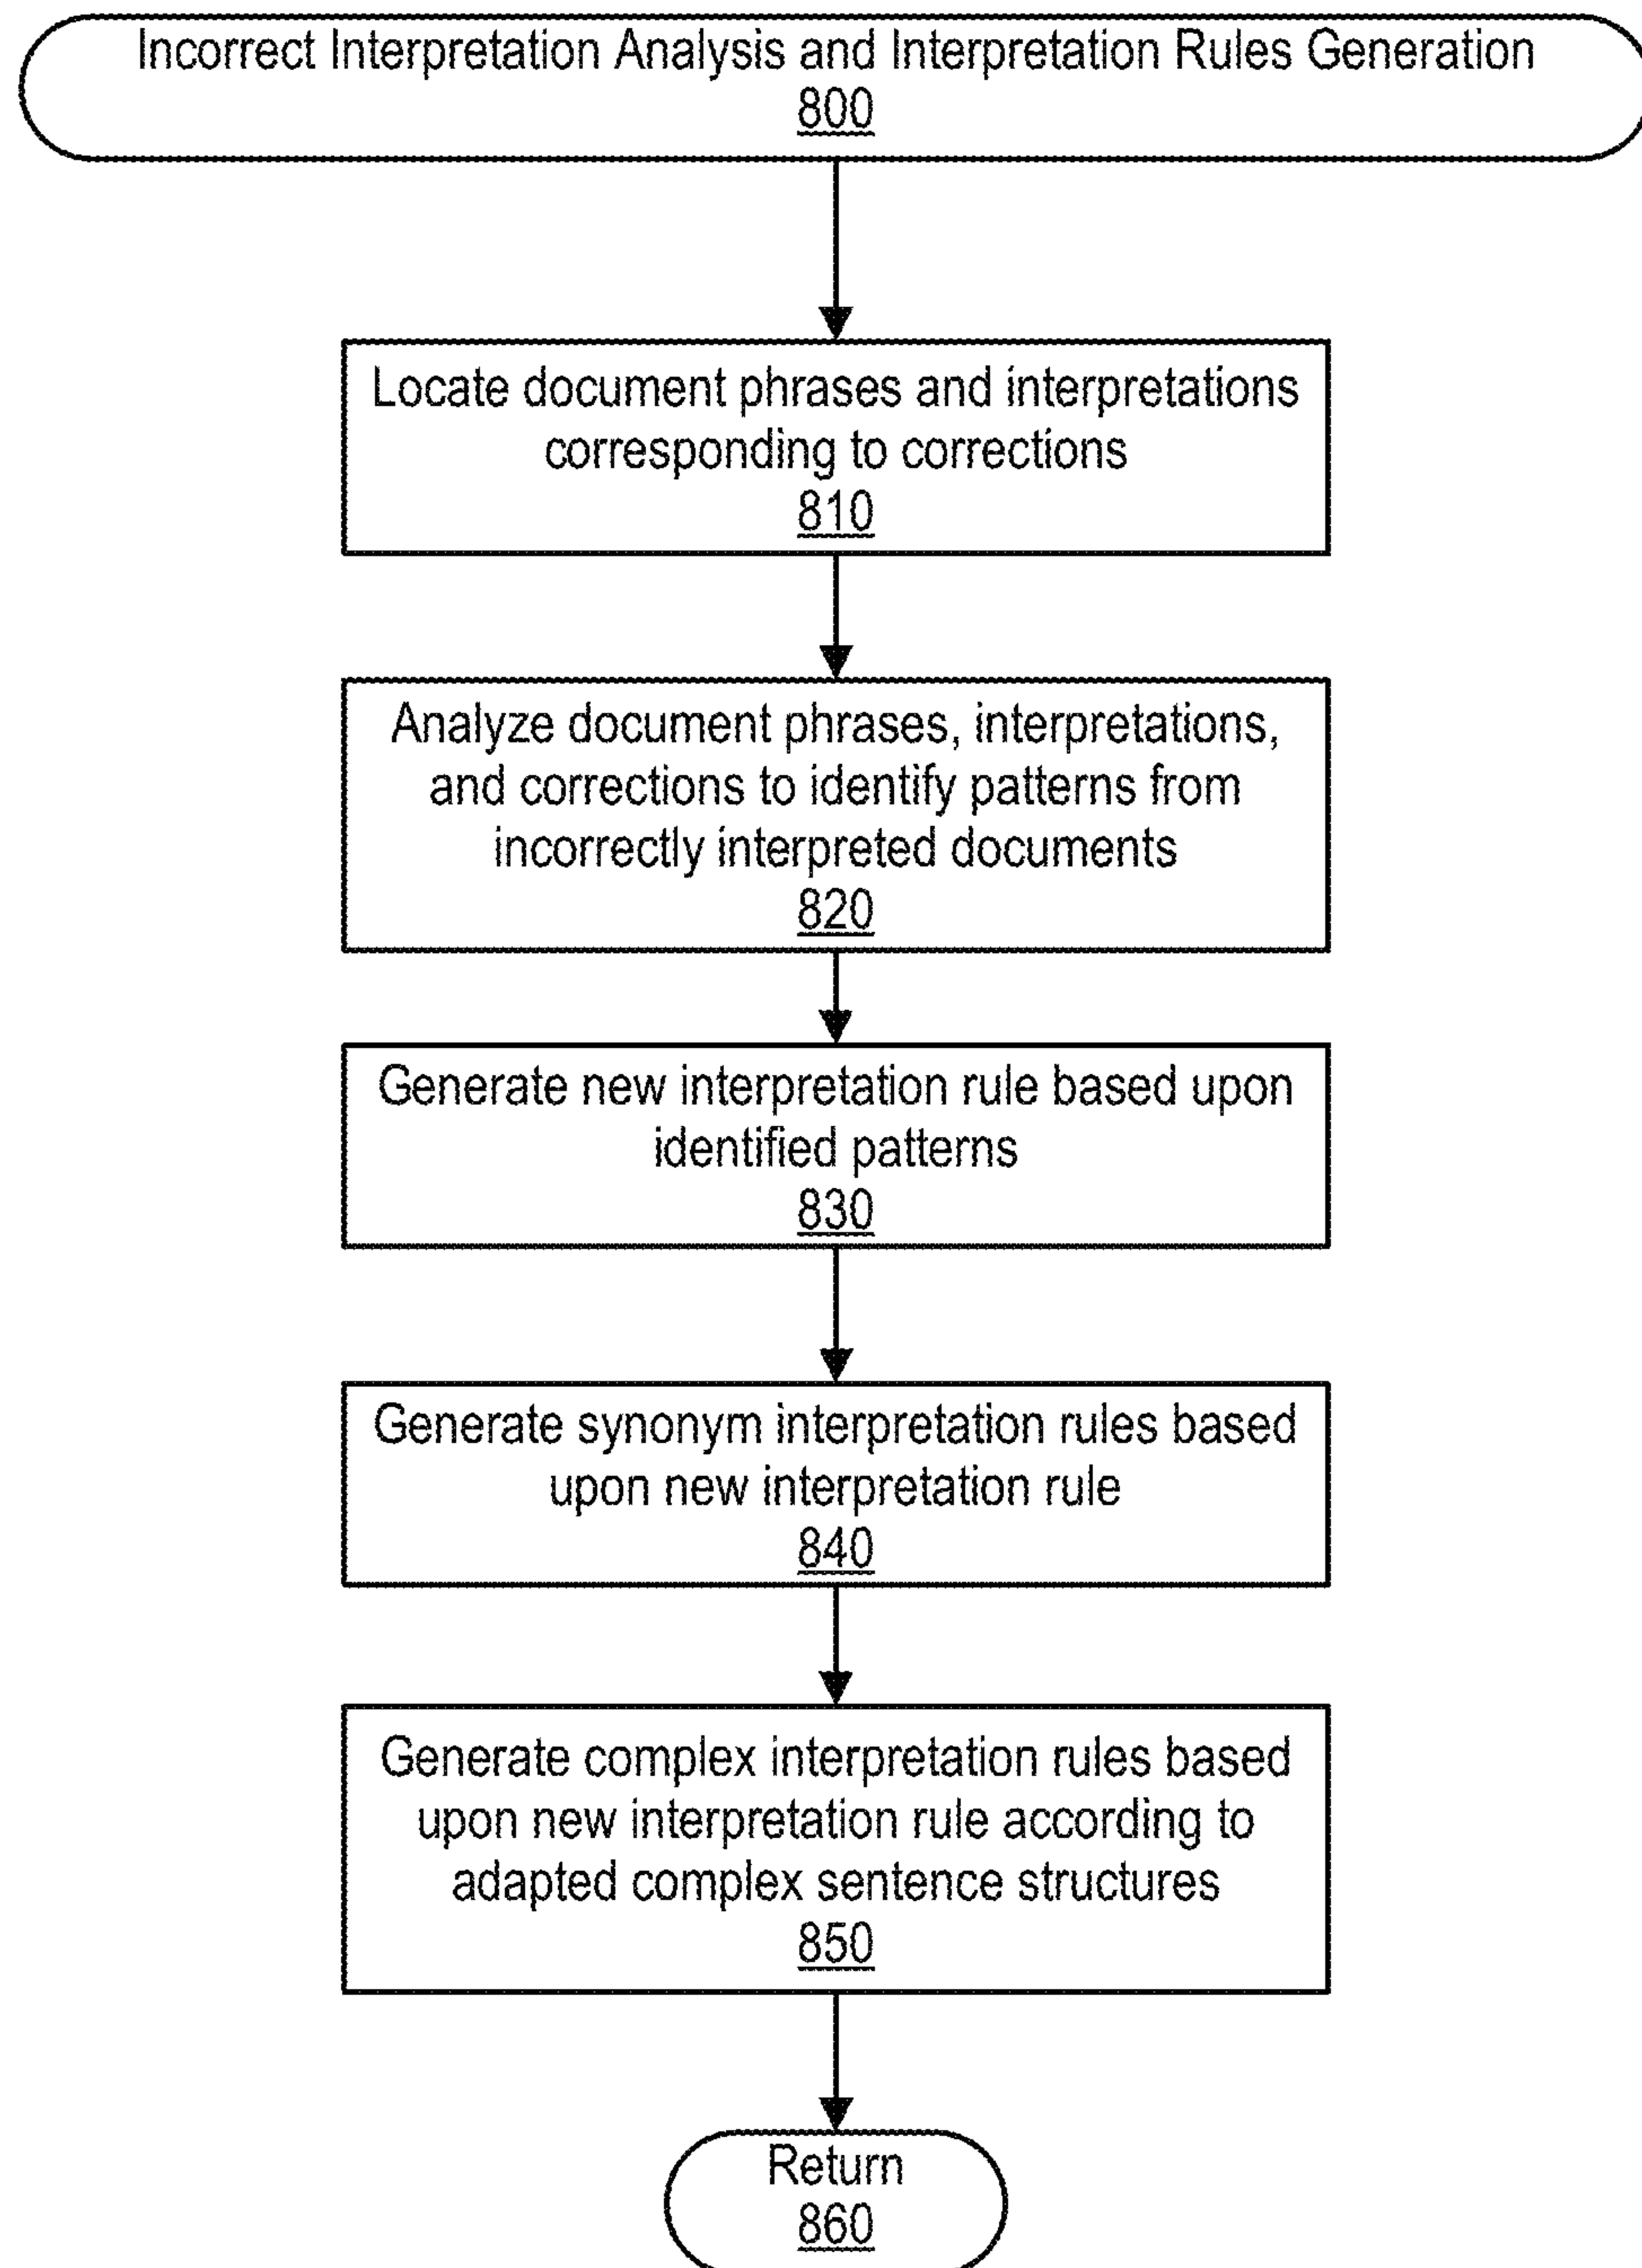 Incorrect Interpretation Analysis and Interpretation Rules Generation
800
Locate document phrases and interpretations
corresponding to corrections
810
Analyze document phrases, interpretations,
and corrections to identify patterns from
incorrectly interpreted documents
820
Generate new interpretation rule based upon
identified patterns
830
Generate synonym interpretation rules based
upon new interpretation rule
840
Generate complex interpretation rules based
upon new interpretation rule according to
adapted complex sentence structures
850
Return
860